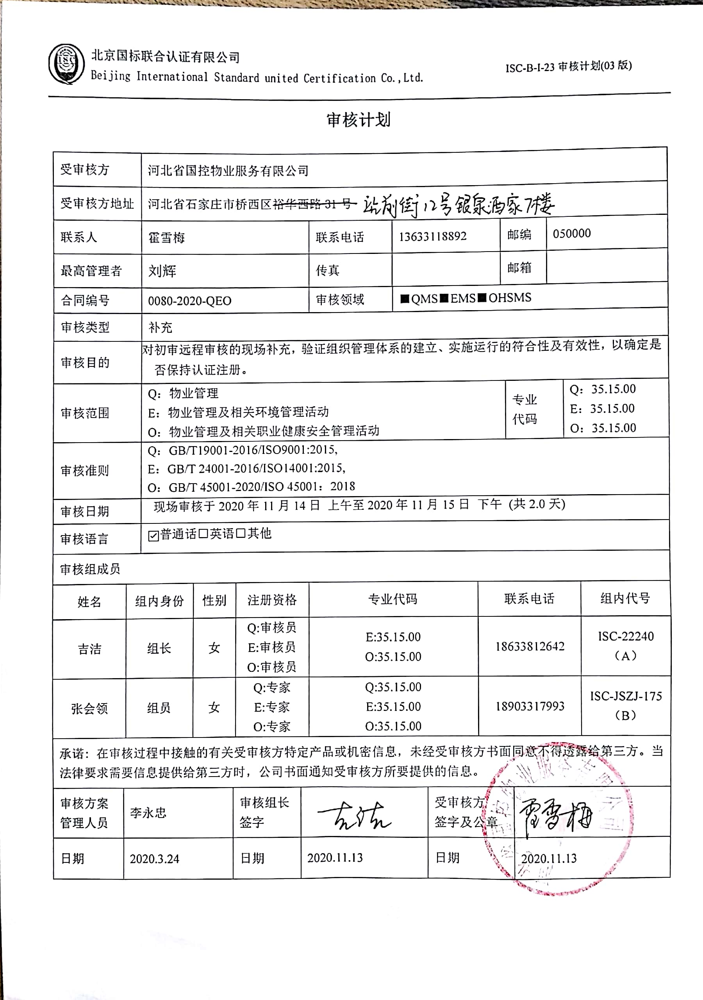 北京国标联合认证有限公司
Beijing International Standard united Certification Co.,Ltd.
ISC-B-I-23 审核计划(03 版)
审核计划
受审核方 河北省国控物业服务有限公司
受审核方地址 河北省石家庄市桥西区裕华西路 31 号 站前街12号银泉酒家7楼
联系人 霍雪梅 联系电话 13633118892 邮编 050000
最高管理者 刘辉 传真 邮箱
合同编号 0080-2020-QEO 审核领域 ■QMS■EMS■OHSMS
审核类型 补充
审核目的 对初审远程审核的现场补充，验证组织管理体系的建立、实施运行的符合性及有效性，以确定是
否保持认证注册。
审核范围
Q：物业管理
E：物业管理及相关环境管理活动
O：物业管理及相关职业健康安全管理活动
专业
代码
Q：35.15.00
E：35.15.00
O：35.15.00
审核准则
Q：GB/T19001-2016/ISO9001:2015,
E：GB/T 24001-2016/ISO14001:2015,
O：GB/T 45001-2020/ISO 45001：2018
审核日期 现场审核于 2020 年 11 月 14 日 上午至 2020 年 11 月 15 日 下午 (共 2.0 天)
审核语言 ☑普通话□英语□其他
审核组成员
姓名 组内身份 性别 注册资格 专业代码 联系电话 组内代号
吉洁 组长 女
Q:审核员
E:审核员
O:审核员
E:35.15.00
O:35.15.00
18633812642
ISC-22240
（A）
张会领 组员 女
Q:专家
E:专家
O:专家
Q:35.15.00
E:35.15.00
O:35.15.00
18903317993
ISC-JSZJ-175
（B）
承诺：在审核过程中接触的有关受审核方特定产品或机密信息，未经受审核方书面同意不得透露给第三方。当
法律要求需要信息提供给第三方时，公司书面通知受审核方所要提供的信息。
审核方案
管理人员
李永忠
审核组长
签字
吉洁
受审核方
签字及公章
霍雪梅
日期 2020.3.24 日期 2020.11.13 日期 2020.11.13